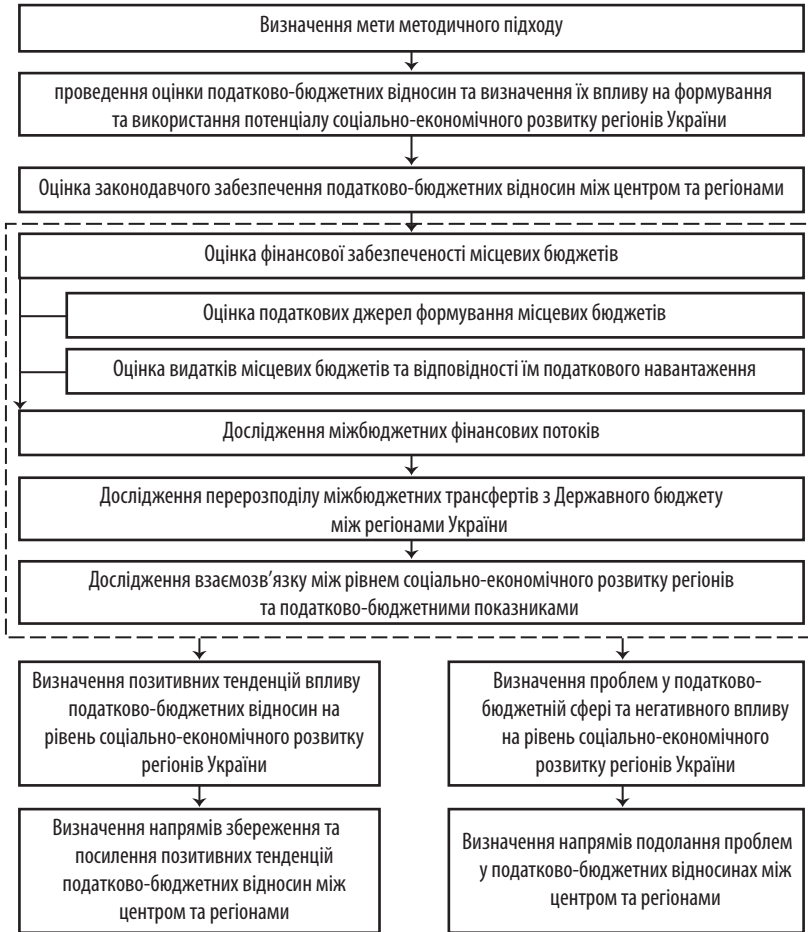 Визначення мети методичного підходу
проведення оцінки податково-бюджетних відносин та визначення їх впливу на формування
та використання потенціалу соціально-економічного розвитку регіонів України
Оцінка законодавчого забезпечення податково-бюджетних відносин між центром та регіонами
Оцінка фінансової забезпеченості місцевих бюджетів
Оцінка податкових джерел формування місцевих бюджетів
Оцінка видатків місцевих бюджетів та відповідності їм податкового навантаження
Дослідження міжбюджетних фінансових потоків
Дослідження перерозподілу міжбюджетних трансфертів з Державного бюджету
між регіонами України
Дослідження взаємозв'язку між рівнем соціально-економічного розвитку регіонів
та податково-бюджетними показниками
Визначення позитивних тенденцій впливу
податково-бюджетних відносин на
рівень соціально-економічного розвитку
регіонів України
Визначення проблем у податково-
бюджетній сфері та негативного впливу
на рівень соціально-економічного
розвитку регіонів України
Визначення напрямів збереження та
посилення позитивних тенденцій
податково-бюджетних відносин між
центром та регіонами
Визначення напрямів подолання проблем
у податково-бюджетних відносинах між
центром та регіонами